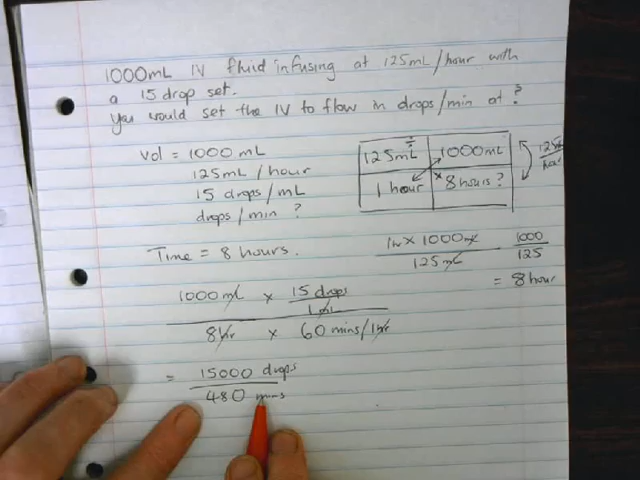 1000mL IV fluid infusing at 125mL/hour with
a 15 drop set.
You would set the IV to flow in drops/min at ?
Vol = 1000 mL
125mL/hour
15 drops/mL
drops/min ?
÷
125mL 1000mL
1 hour × 8 hours?
125
hour
Time = 8 hours.
1hr × 1000mL
125mL
1000
125
= 8 hour
1000mL × 15 drops
1mL
8hr × 60 mins/1hr
= 15000 drops
480 mins